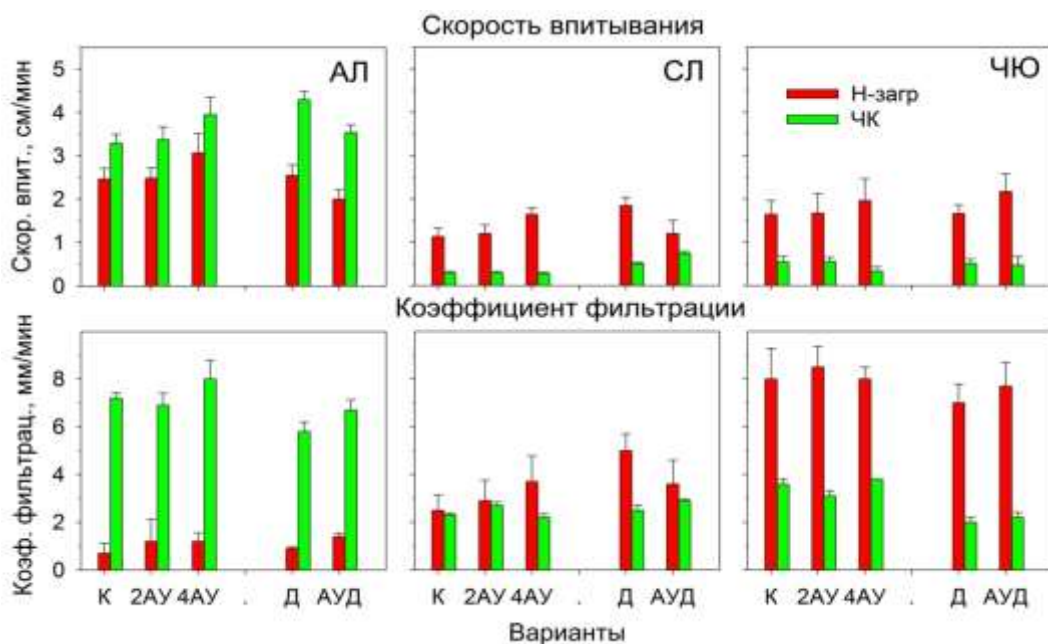 Скорость впитывания
АЛ
СЛ
ЧЮ
Н-загр
ЧК
Скор. впит., см/мин
5
4
3
2
1
0
Коэффициент фильтрации
Коэф. фильтрац., мм/мин
8
6
4
2
0
К 2АУ 4АУ . Д АУД
К 2АУ 4АУ . Д АУД
К 2АУ 4АУ . Д АУД
Варианты